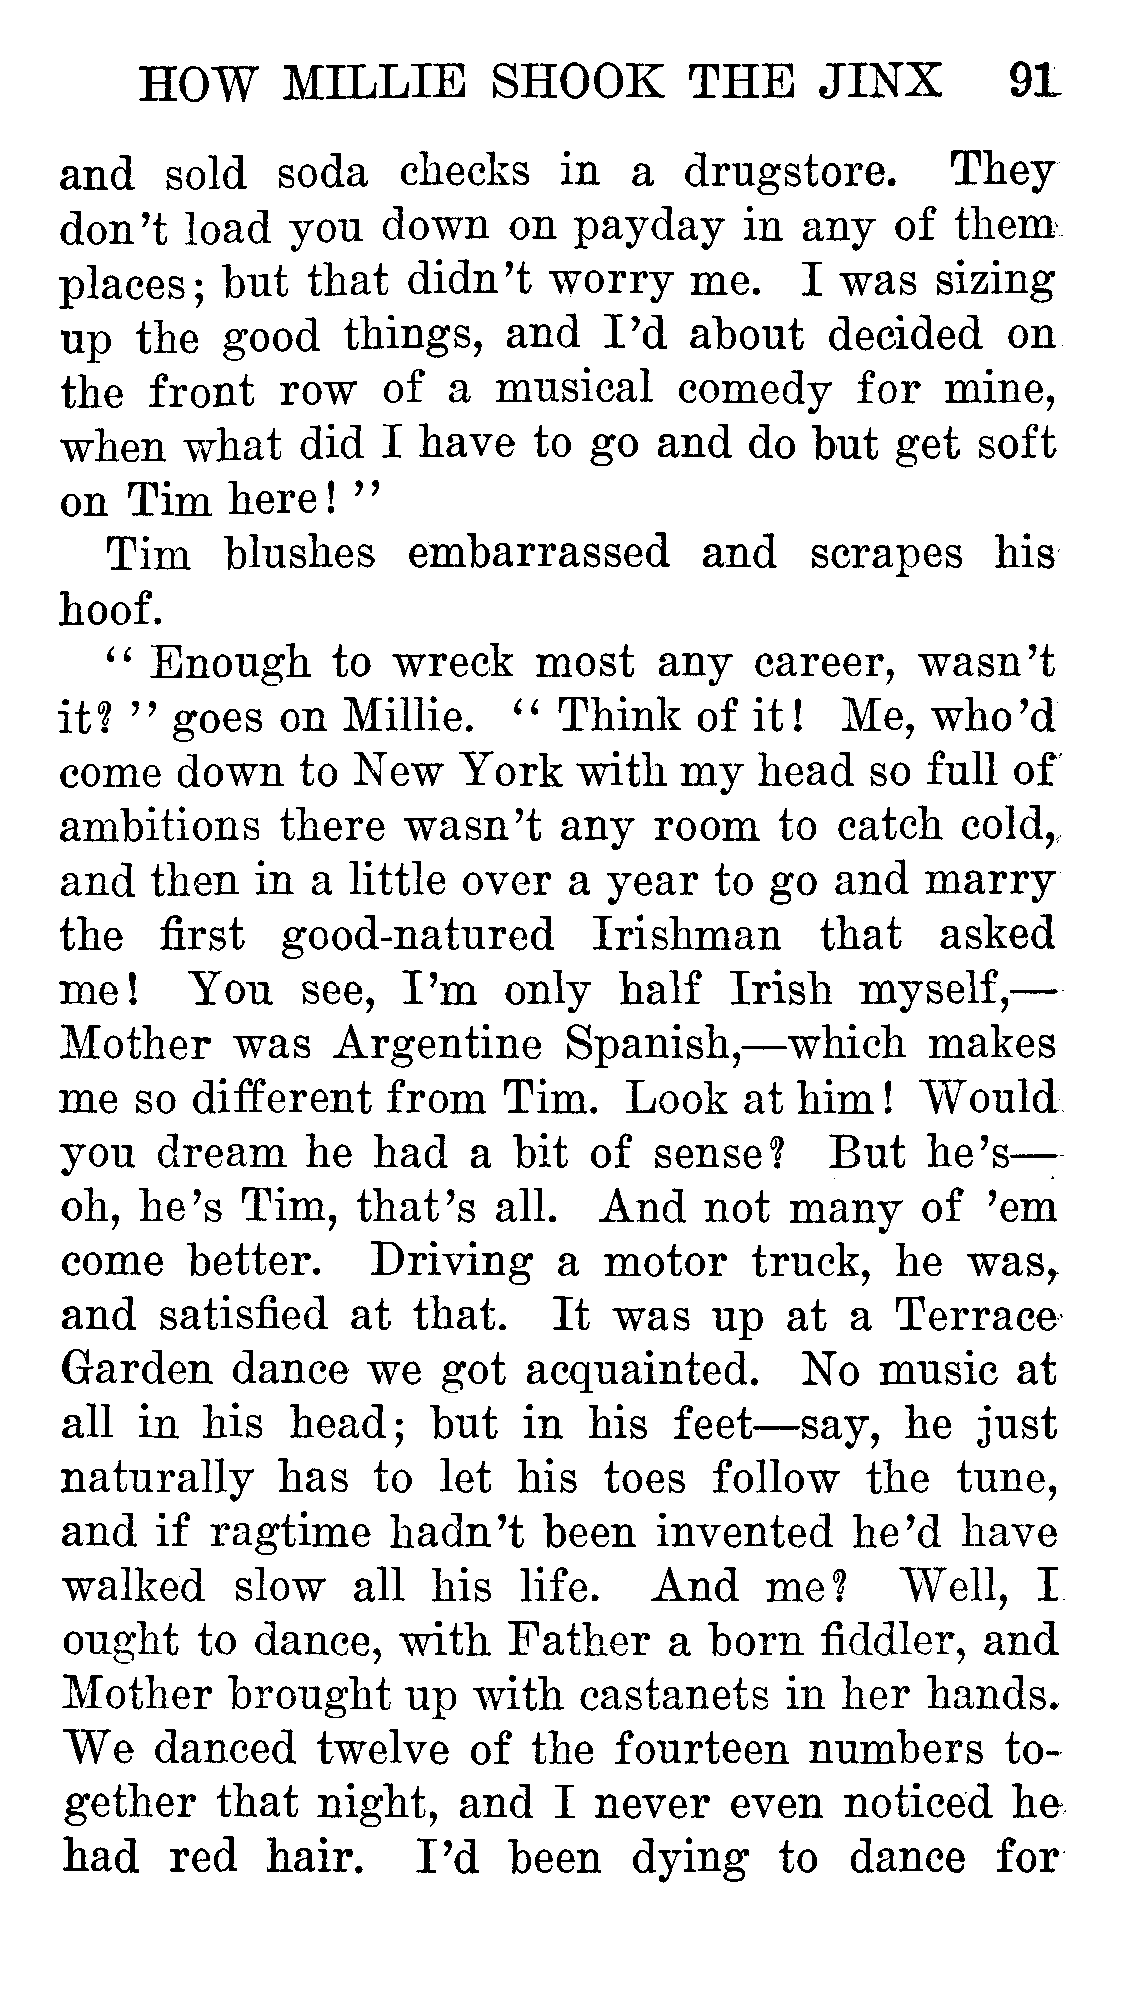 HOW MILLIE SHOOK THE JINX 91
and sold soda checks in a drugstore. They
don't load you down on payday in any of them
places; but that didn't worry me. I was sizing
up the good things, and I'd about decided on
the front row of a musical comedy for mine,
when what did I have to go and do but get soft
on Tim here!"
Tim blushes embarrassed and scrapes his
hoof.
"Enough to wreck most any career, wasn't
it?" goes on Millie. "Think of it! Me, who'd
come down to New York with my head so full of
ambitions there wasn't any room to catch cold,
and then in a little over a year to go and marry
the first good-natured Irishman that asked
me! You see, I'm only half Irish myself,—
Mother was Argentine Spanish,—which makes
me so different from Tim. Look at him! Would
you dream he had a bit of sense? But he's—
oh, he's Tim, that's all. And not many of 'em
come better. Driving a motor truck, he was,
and satisfied at that. It was up at a Terrace
Garden dance we got acquainted. No music at
all in his head; but in his feet—say, he just
naturally has to let his toes follow the tune,
and if ragtime hadn't been invented he'd have
walked slow all his life. And me? Well, I
ought to dance, with Father a born fiddler, and
Mother brought up with castanets in her hands.
We danced twelve of the fourteen numbers to-
gether that night, and I never even noticed he
had red hair. I'd been dying to dance for